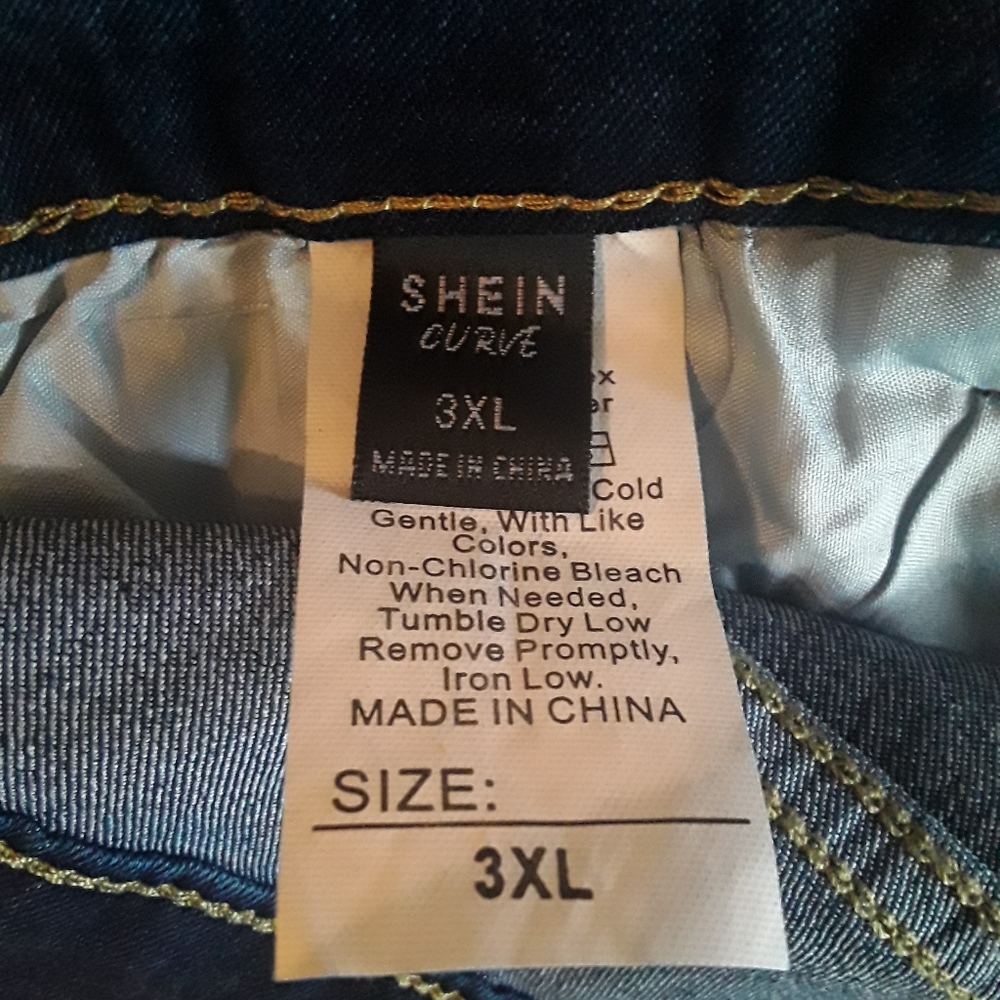 SHEIN
CURVE
3XL
MADE IN CHINA
Cold
Gentle, With Like
Colors,
Non-Chlorine Bleach
When Needed,
Tumble Dry Low
Remove Promptly,
Iron Low.
MADE IN CHINA
SIZE:
3XL